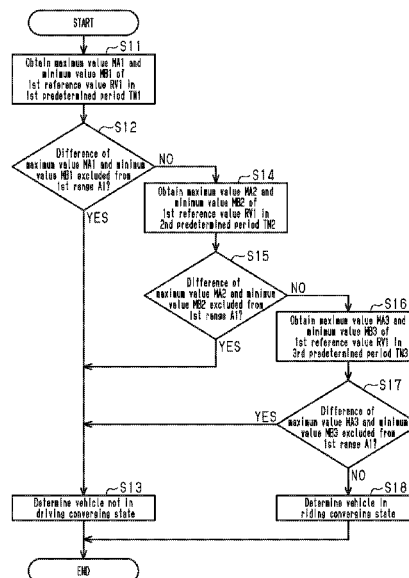 START
S11
Obtain maximum value MA1 and
minimum value MB1 of
1st reference value RV1 in
1st predetermined period TN1
S12
Difference of
maximum value MA1 and minimum
value MB1 excluded from
1st range A1?
NO
YES
S14
Obtain maximum value MA2 and
minimum value MB2 of
1st reference value RV1 in
2nd predetermined period TN2
S15
Difference of
maximum value MA2 and minimum
value MB2 excluded from
1st range A1?
NO
YES
S16
Obtain maximum value MA3 and
minimum value MB3 of
1st reference value RV1 in
3rd predetermined period TN3
S17
Difference of
maximum value MA3 and minimum
value MB3 excluded from
1st range A1?
YES
NO
S13
Determine vehicle not in
driving converging state
S18
Determine vehicle in
riding converging state
END